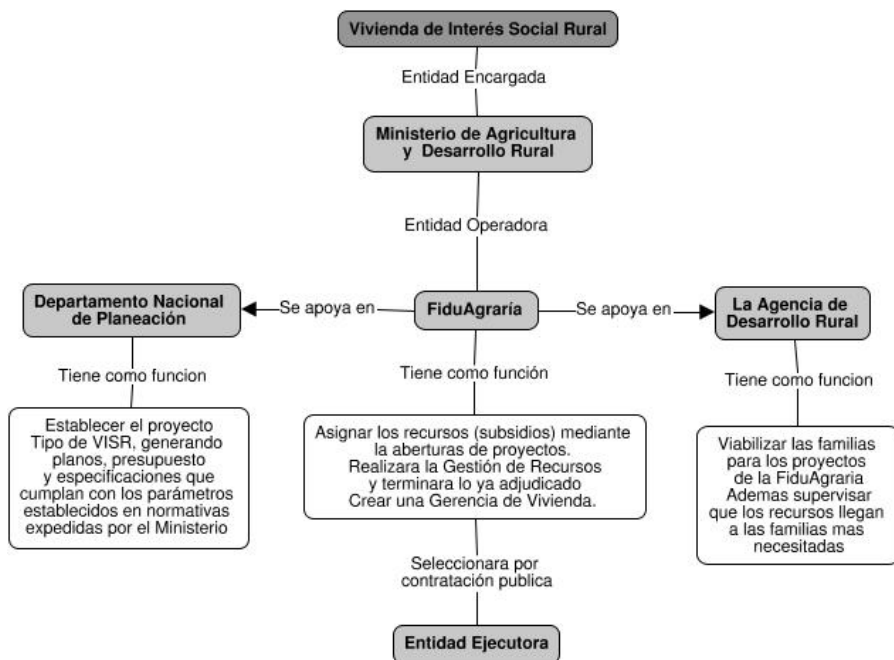 Vivienda de Interés Social Rural
Entidad Encargada
Ministerio de Agricultura
y Desarrollo Rural
Entidad Operadora
Departamento Nacional
de Planeación
Se apoya en
FiduAgraría
Se apoya en
La Agencia de
Desarrollo Rural
Tiene como funcion
Tiene como función
Tiene como funcion
Establecer el proyecto
Tipo de VISR, generando
planos, presupuesto
y especificaciones que
cumplan con los parámetros
establecidos en normativas
expedidas por el Ministerio
Asignar los recursos (subsidios) mediante
la aberturas de proyectos.
Realizara la Gestión de Recursos
y terminara lo ya adjudicado
Crear una Gerencia de Vivienda.
Viabilizar las familias
para los proyectos
de la FiduAgraria
Ademas supervisar
que los recursos llegan
a las familias mas
necesitadas
Seleccionara por
contratación publica
Entidad Ejecutora